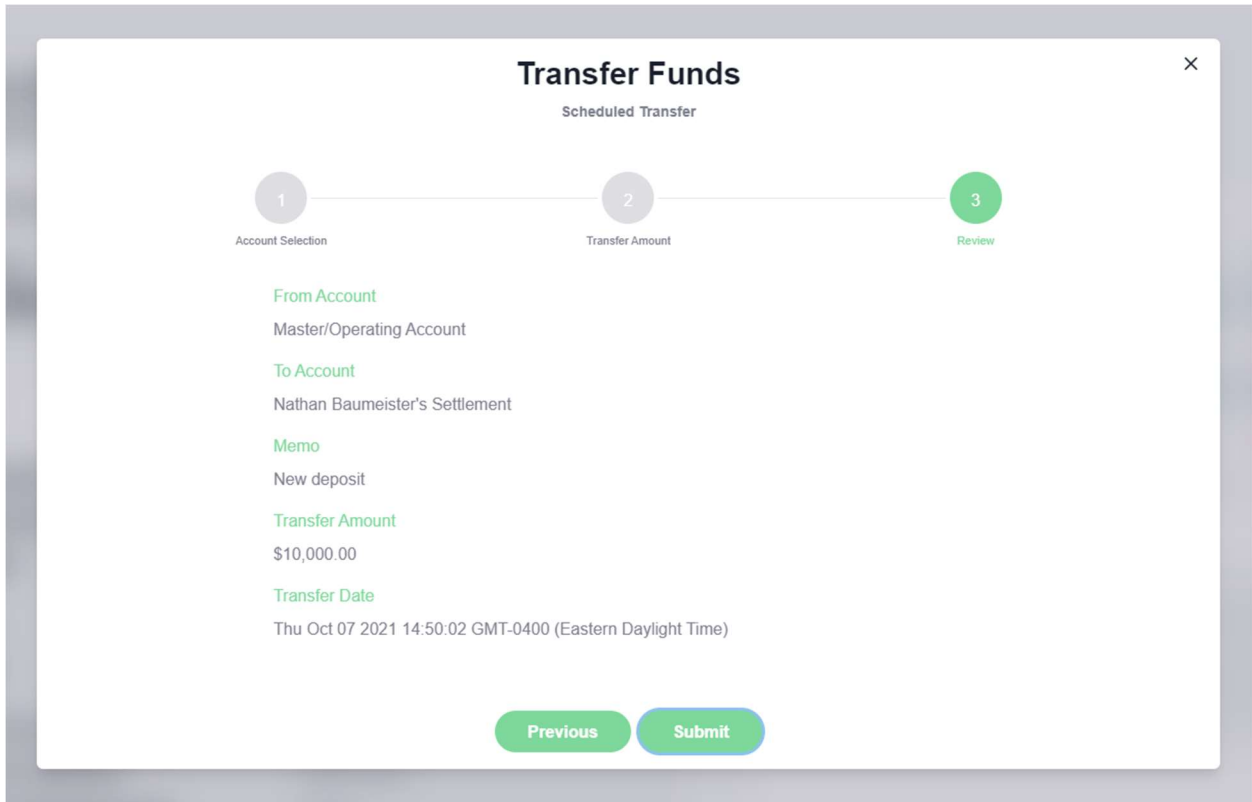 Transfer Funds
Scheduled Transfer
1
2
3
Account Selection
Transfer Amount
Review
From Account
Master/Operating Account
To Account
Nathan Baumeister's Settlement
Memo
New deposit
Transfer Amount
$10,000.00
Transfer Date
Thu Oct 07 2021 14:50:02 GMT-0400 (Eastern Daylight Time)
Previous
Submit